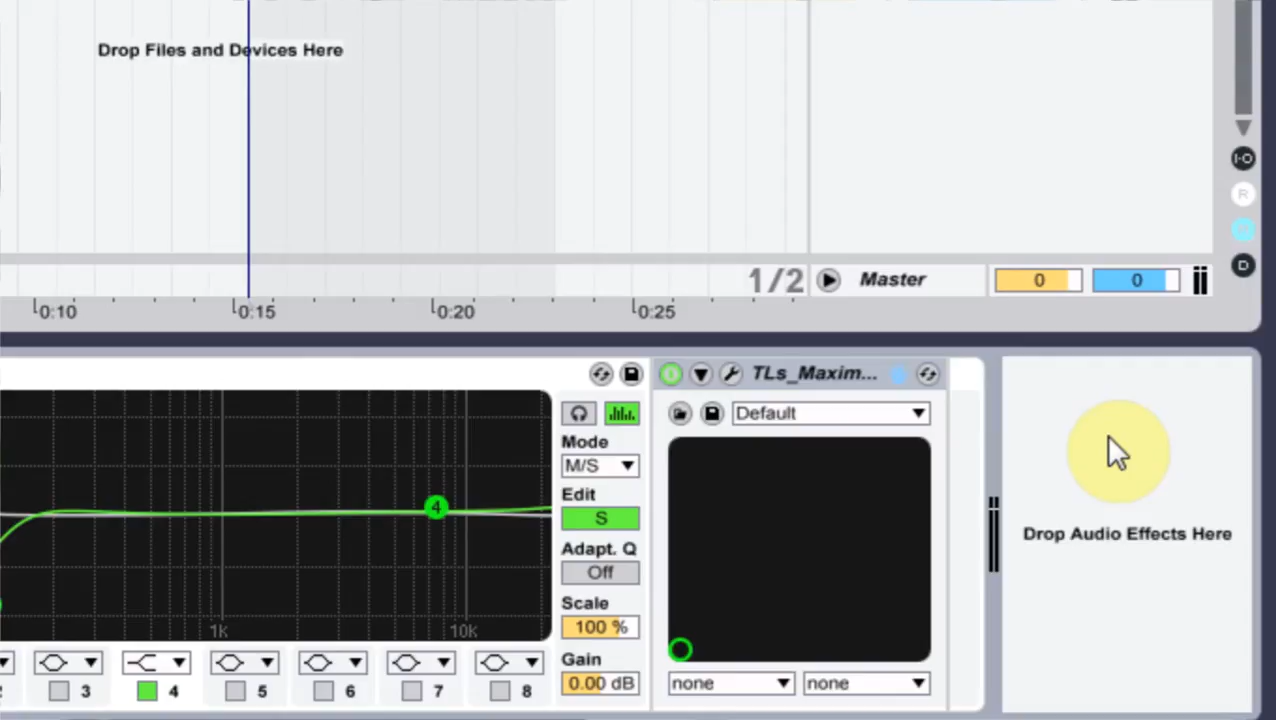 Drop Files and Devices Here
I·O
R
D
1/2 Master 0 0
0:10 0:15 0:20 0:25
TLs_Maxim...
Default
Mode
M/S
Edit
S
Adapt. Q
Off
Scale
100 %
Gain
0.00 dB
4
1k 10k
3 4 5 6 7 8
none none
Drop Audio Effects Here